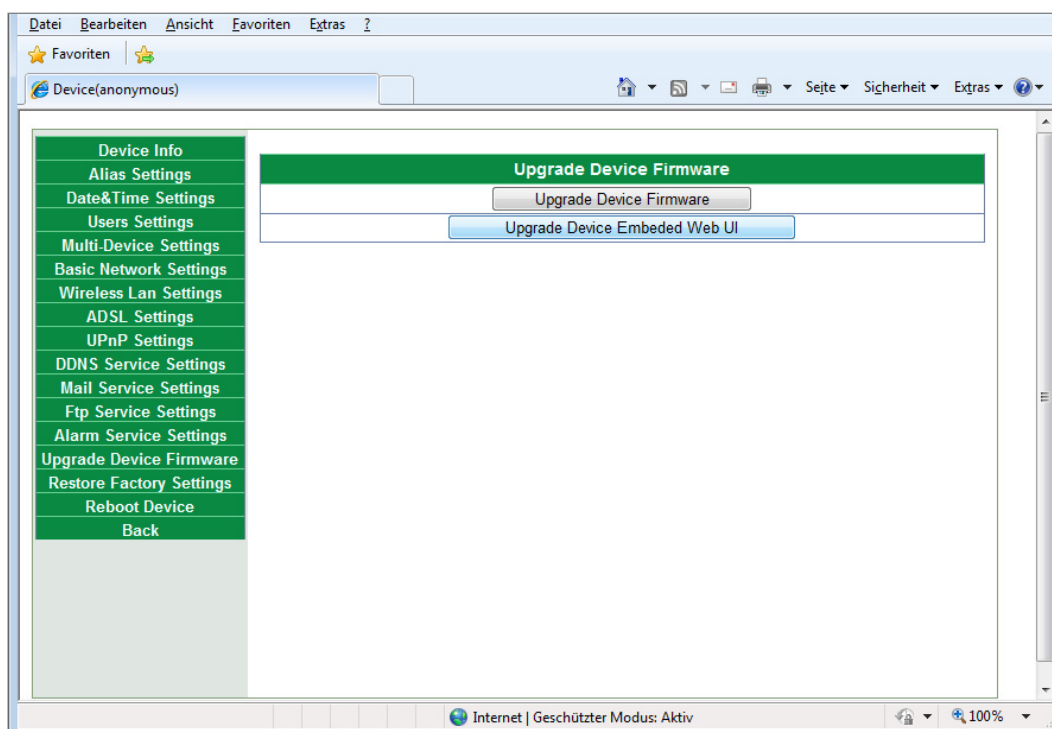 Datei Bearbeiten Ansicht Favoriten Extras ?
Favoriten
Device(anonymous)
Seite Sicherheit Extras
Device Info
Alias Settings
Date&Time Settings
Users Settings
Multi-Device Settings
Basic Network Settings
Wireless Lan Settings
ADSL Settings
UPnP Settings
DDNS Service Settings
Mail Service Settings
Ftp Service Settings
Alarm Service Settings
Upgrade Device Firmware
Restore Factory Settings
Reboot Device
Back
Upgrade Device Firmware
Upgrade Device Firmware
Upgrade Device Embeded Web UI
Internet | Geschützter Modus: Aktiv
100%